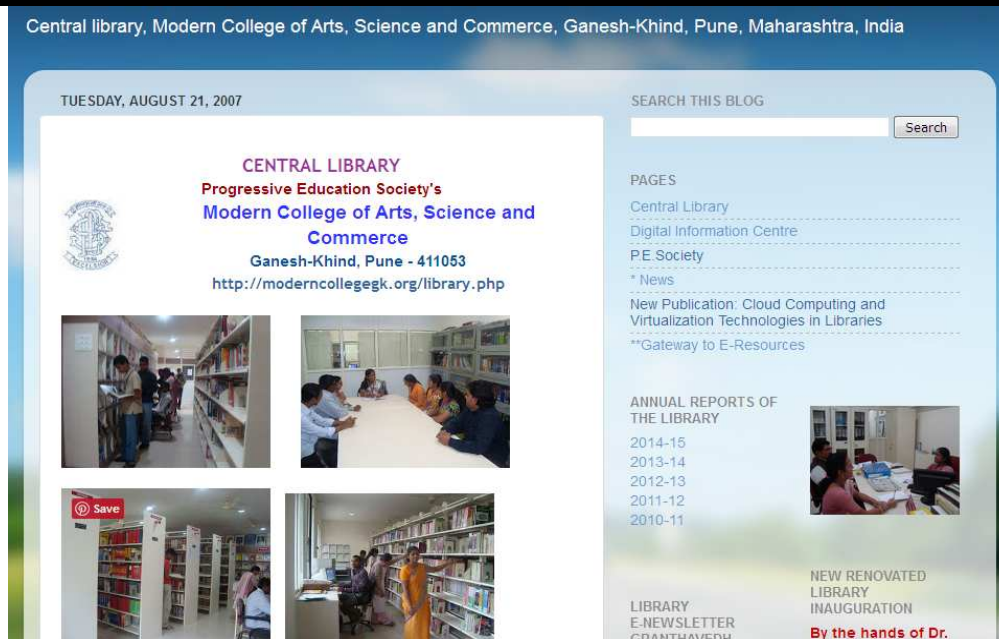 Central library, Modern College of Arts, Science and Commerce, Ganesh-Khind, Pune, Maharashtra, India
TUESDAY, AUGUST 21, 2007
CENTRAL LIBRARY
Progressive Education Society's
Modern College of Arts, Science and
Commerce
Ganesh-Khind, Pune - 411053
http://moderncollegegk.org/library.php
Save
SEARCH THIS BLOG
Search
PAGES
Central Library
Digital Information Centre
P.E.Society
* News
New Publication: Cloud Computing and
Virtualization Technologies in Libraries
**Gateway to E-Resources
ANNUAL REPORTS OF
THE LIBRARY
2014-15
2013-14
2012-13
2011-12
2010-11
LIBRARY
E-NEWSLETTER
GRANTHAVEDH
NEW RENOVATED
LIBRARY
INAUGURATION
By the hands of Dr.